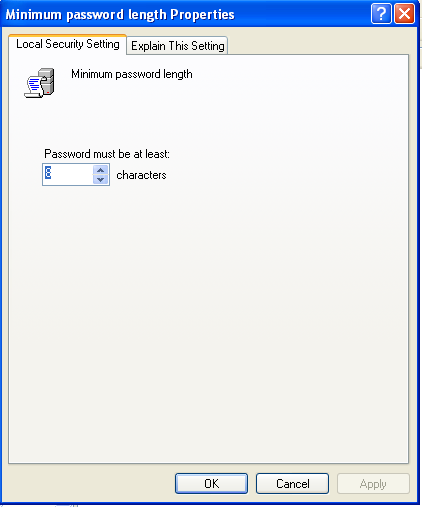 Minimum password length Properties
Local Security Setting
Explain This Setting
Minimum password length
Password must be at least:
8 characters
OK
Cancel
Apply